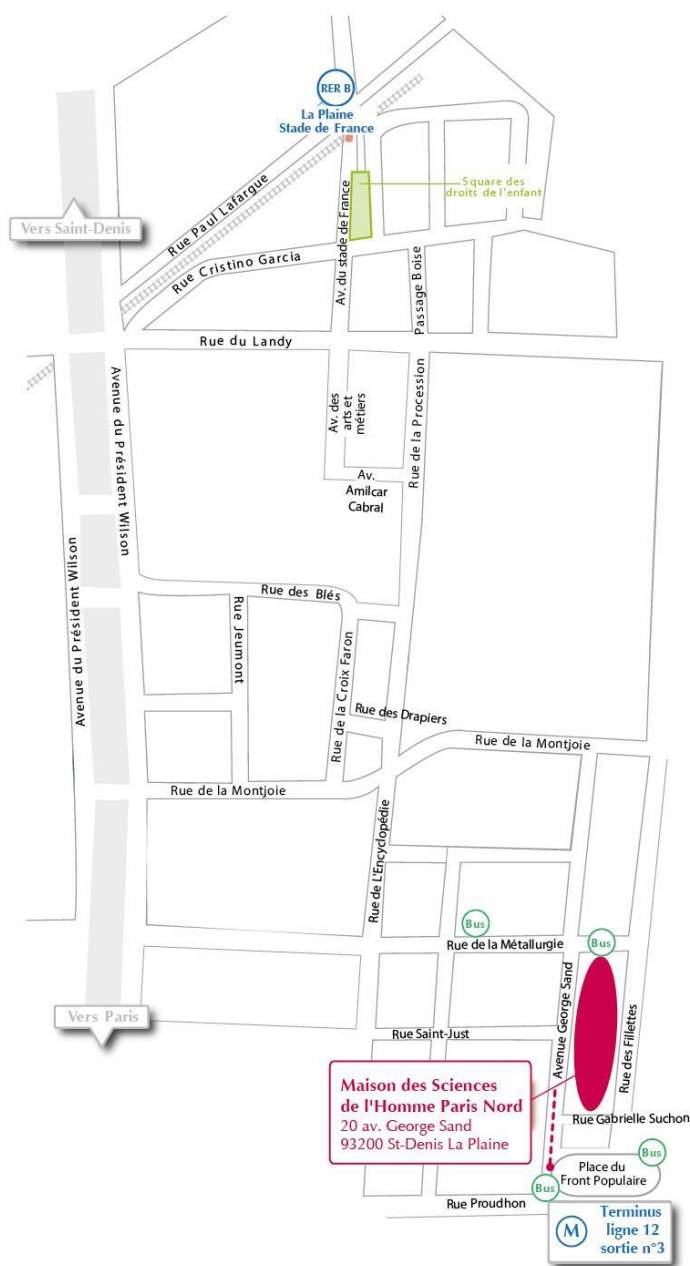 RER B
La Plaine
Stade de France
Square des
droits de l'enfant
Rue Paul Lafargue
Vers Saint-Denis
Av. du stade de France
Rue Cristino Garcia
Passage Boise
Rue du Landy
Avenue du Président Wilson
Av. des
arts et
métiers
Rue de la Procession
Av.
Amilcar
Cabral
Avenue du Président Wilson
Rue des Blés
Rue Jeumont
Rue de la Croix Faron
Rue des Drapiers
Rue de la Montjoie
Rue de la Montjoie
Rue de L'Encyclopédie
Bus
Rue de la Métallurgie
Bus
Avenue George Sand
Vers Paris
Rue Saint-Just
Rue des Fillettes
Maison des Sciences
de l'Homme Paris Nord
20 av. George Sand
93200 St-Denis La Plaine
Rue Gabrielle Suchon
Bus
Place du
Front Populaire
Bus
Rue Proudhon
M
Terminus
ligne 12
sortie n°3